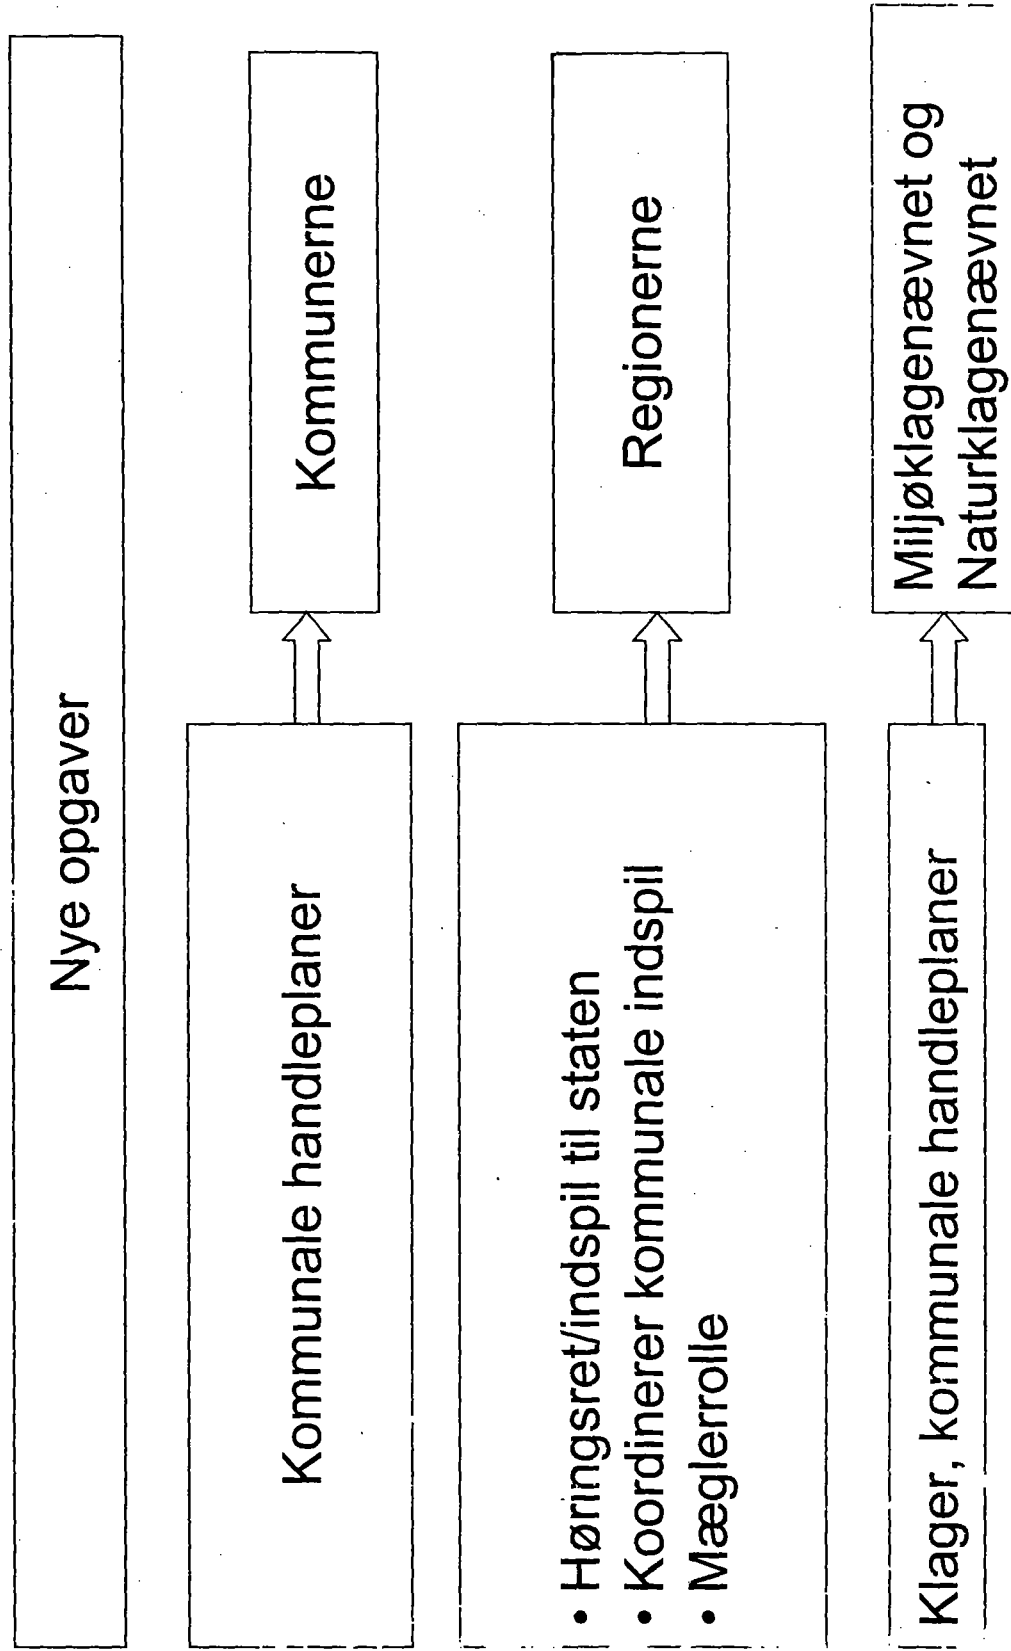 Nye opgaver
Kommunale handleplaner
Kommunerne
• Høringsret/indspil til staten
• Koordinerer kommunale indspil
• Mæglerrolle
Regionerne
Klager, kommunale handleplaner
Miljøklagenævnet og
Naturklagenævnet